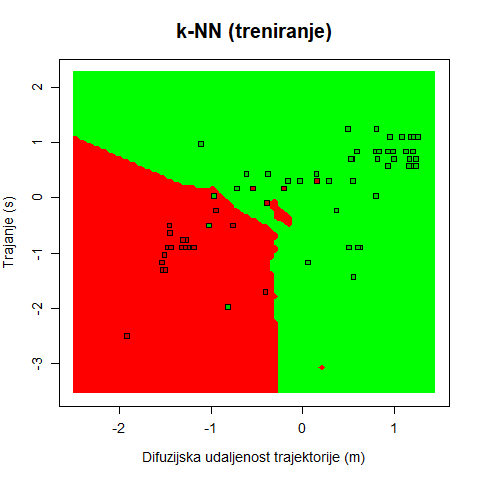 k-NN (treniranje)
2
1
0
-1
-2
-3
Trajanje (s)
-2 -1 0 1
Difuzijska udaljenost trajektorije (m)